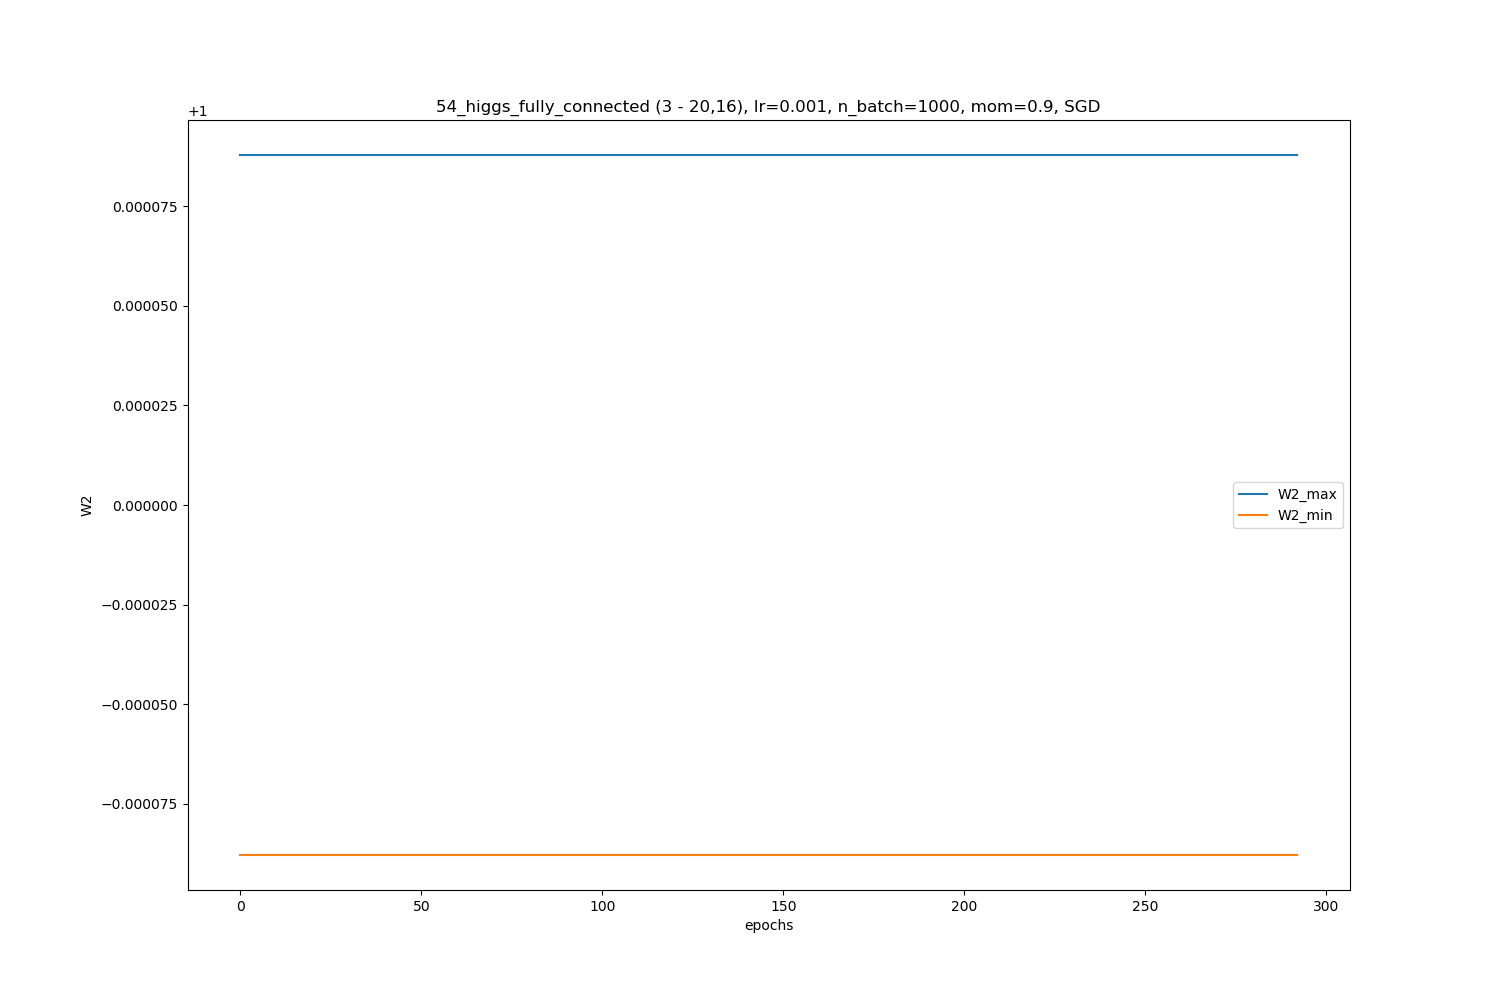 54_higgs_fully_connected (3 - 20,16), lr=0.001, n_batch=1000, mom=0.9, SGD
+1
0.000075
0.000050
0.000025
0.000000
−0.000025
−0.000050
−0.000075
W2
W2_max
W2_min
0 50 100 150 200 250 300
epochs